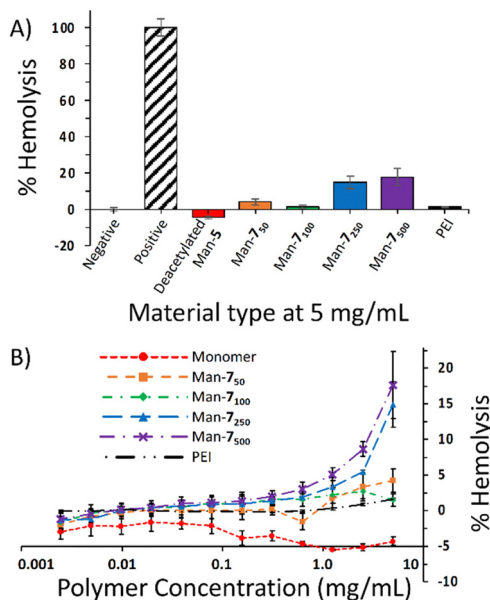 A)
% Hemolysis
100
80
60
40
20
0
-20
Negative
Positive
Deacetylated
Man-5
Man-7₅₀
Man-7₁₀₀
Man-7₂₅₀
Man-7₅₀₀
PEI
Material type at 5 mg/mL
B)
Monomer
Man-7₅₀
Man-7₁₀₀
Man-7₂₅₀
Man-7₅₀₀
PEI
20
15
10
5
0
-5
-10
% Hemolysis
0.001
0.01
0.1
1.0
10
Polymer Concentration (mg/mL)